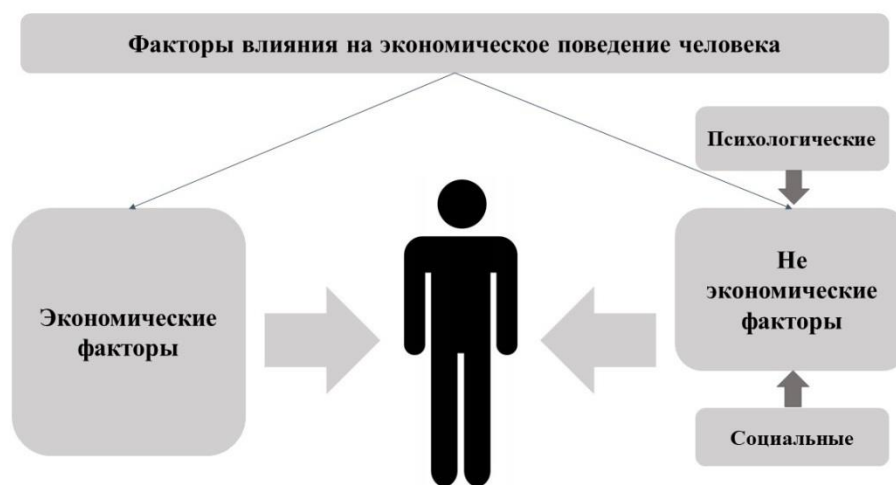 Факторы влияния на экономическое поведение человека
Психологические
Экономические
факторы
Не
экономические
факторы
Социальные